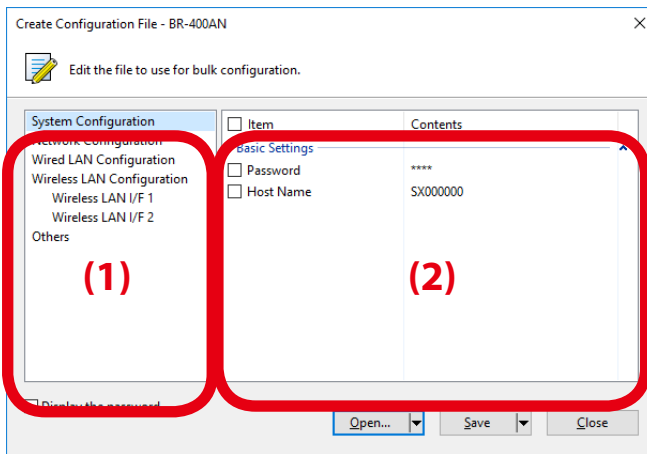 Create Configuration File - BR-400AN
Edit the file to use for bulk configuration.
System Configuration
Network Configuration
Wired LAN Configuration
Wireless LAN Configuration
Wireless LAN I/F 1
Wireless LAN I/F 2
Others
(1)
Item Contents
Basic Settings
Password ****
Host Name SX000000
(2)
Display the password
Open... Save Close